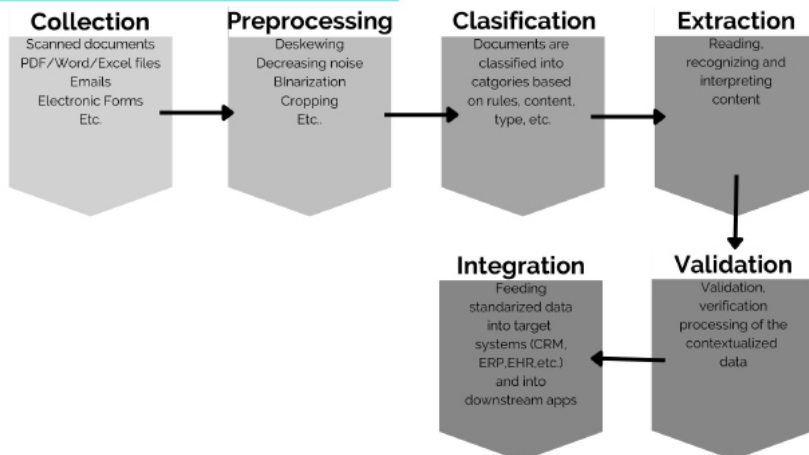 Collection
Scanned documents
PDF/Word/Excel files
Emails
Electronic Forms
Etc.
Preprocessing
Deskewing
Decreasing noise
BInarization
Cropping
Etc..
Clasification
Documents are
classified into
catgories based
on rules, content,
type, etc.
Extraction
Reading,
recognizing and
interpreting
content
Validation
Validation,
verification
processing of the
contextualized
data
Integration
Feeding
standarized data
into target
systems (CRM,
ERP,EHR,etc.)
and into
downstream apps